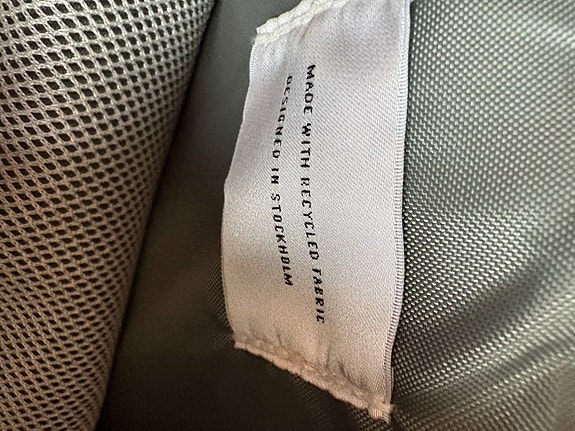 MADE WITH RECYCLED FABRIC
DESIGNED IN STOCKHOLM